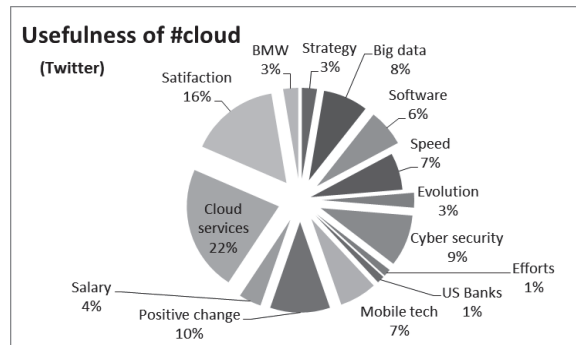 Usefulness of #cloud
(Twitter)
BMW
3%
Strategy
3%
Big data
8%
Software
6%
Speed
7%
Evolution
3%
Cyber security
9%
Efforts
1%
US Banks
1%
Mobile tech
7%
Positive change
10%
Salary
4%
Cloud
services
22%
Satifaction
16%